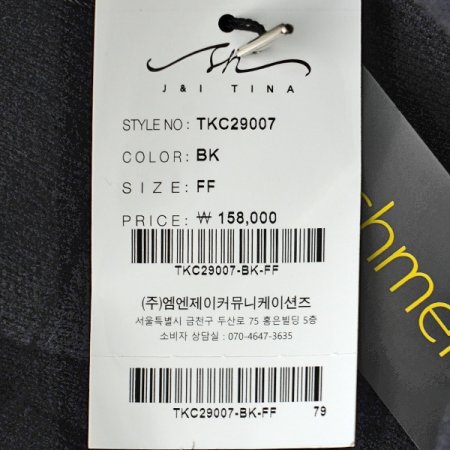 J & I TINA
STYLE NO: TKC29007
COLOR: BK
SIZE: FF
PRICE: ₩ 158,000
TKC29007-BK-FF
(주)엠엔제이커뮤니케이션즈
서울특별시 금천구 두산로 75 홍은빌딩 5층
소비자 상담실 : 070-4647-3635
TKC29007-BK-FF 79